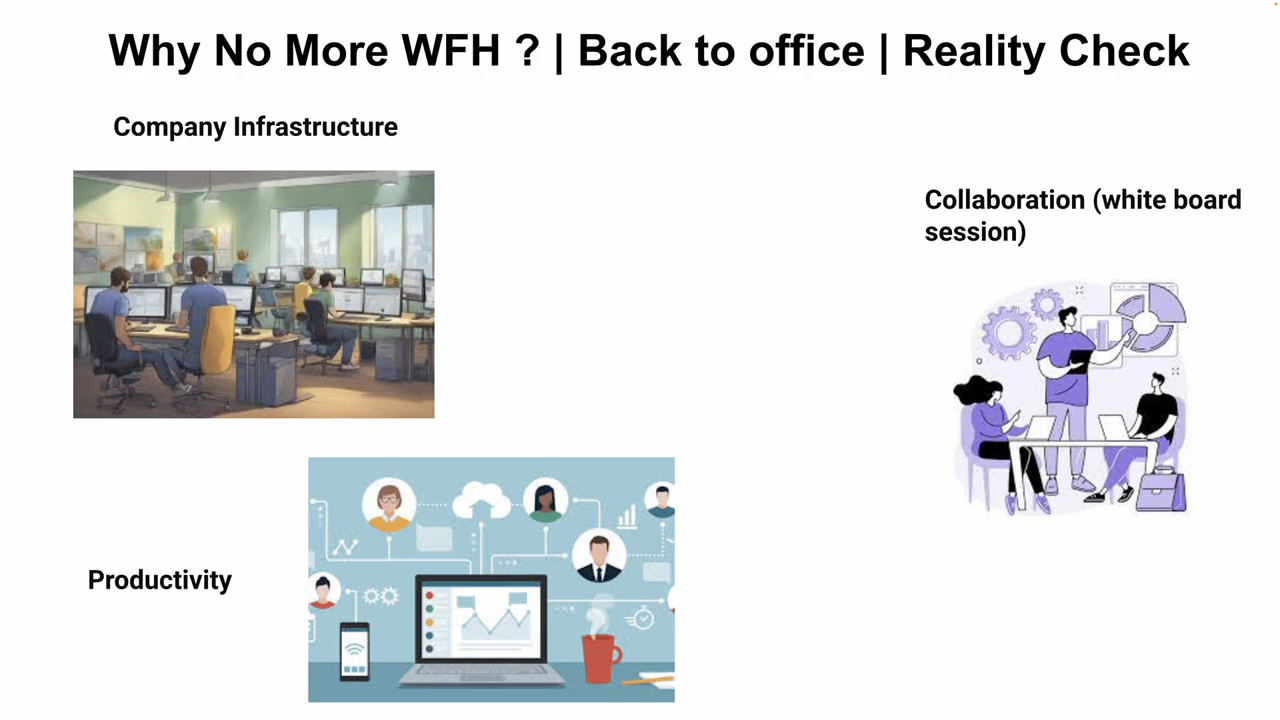 Why No More WFH ? | Back to office | Reality Check
Company Infrastructure
Collaboration (white board
session)
Productivity